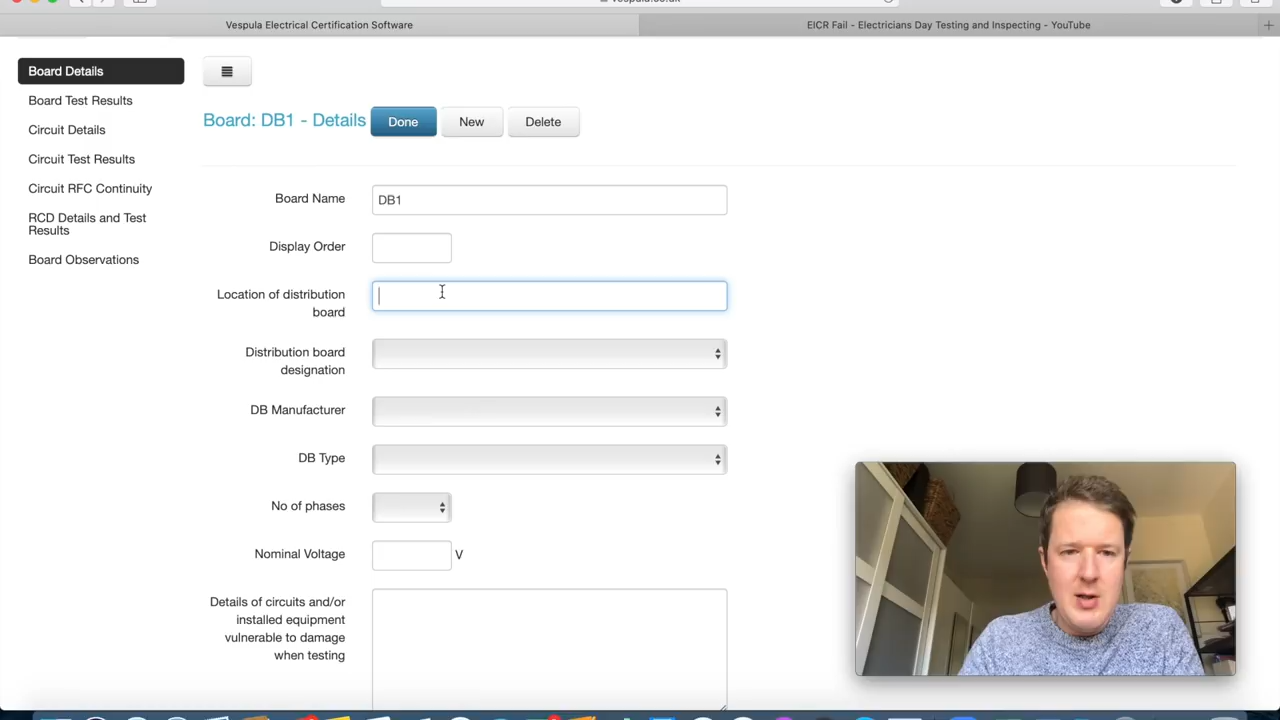 Vespula Electrical Certification Software
EICR Fail - Electricians Day Testing and Inspecting - YouTube
Board Details
Board Test Results
Circuit Details
Circuit Test Results
Circuit RFC Continuity
RCD Details and Test
Results
Board Observations
Board: DB1 - Details
Done
New
Delete
Board Name
DB1
Display Order
Location of distribution
board
Distribution board
designation
DB Manufacturer
DB Type
No of phases
Nominal Voltage
V
Details of circuits and/or
installed equipment
vulnerable to damage
when testing